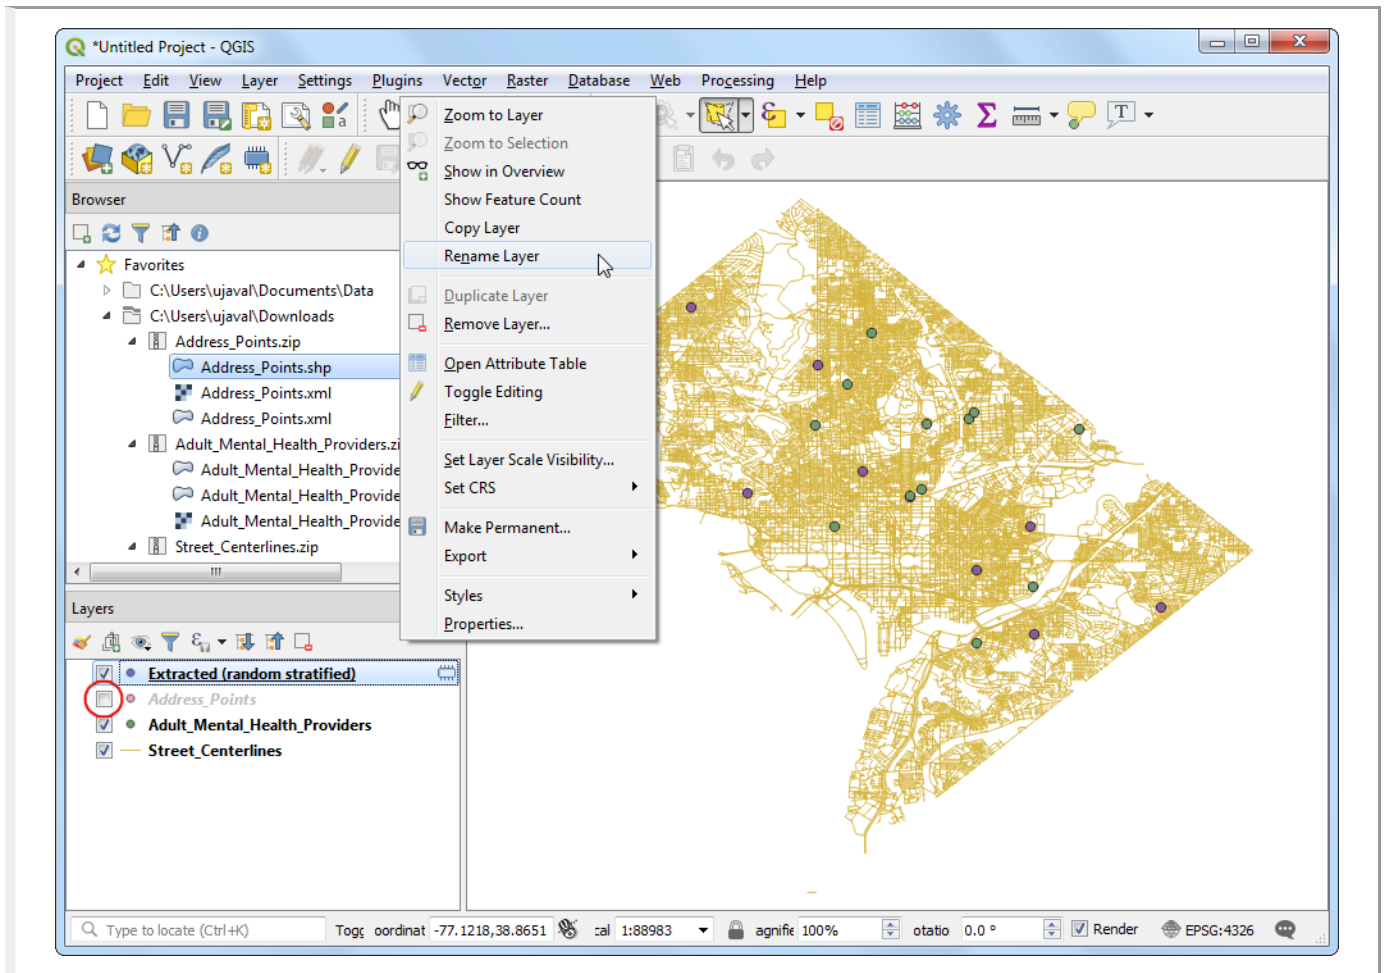 *Untitled Project - QGIS
Project Edit View Layer Settings Plugins Vector Raster Database Web Processing Help
Browser
Favorites
C:\Users\ujaval\Documents\Data
C:\Users\ujaval\Downloads
Address_Points.zip
Address_Points.shp
Address_Points.xml
Address_Points.xml
Adult_Mental_Health_Providers.zi
Adult_Mental_Health_Provide
Adult_Mental_Health_Provide
Adult_Mental_Health_Provide
Street_Centerlines.zip
Zoom to Layer
Zoom to Selection
Show in Overview
Show Feature Count
Copy Layer
Rename Layer
Duplicate Layer
Remove Layer...
Open Attribute Table
Toggle Editing
Filter...
Set Layer Scale Visibility...
Set CRS
Make Permanent...
Export
Styles
Properties...
Layers
Extracted (random stratified)
Address_Points
Adult_Mental_Health_Providers
Street_Centerlines
Type to locate (Ctrl+K) Togg oordinat -77.1218,38.8651 :al 1:88983 agnifie 100% otatio 0.0 ° Render EPSG:4326